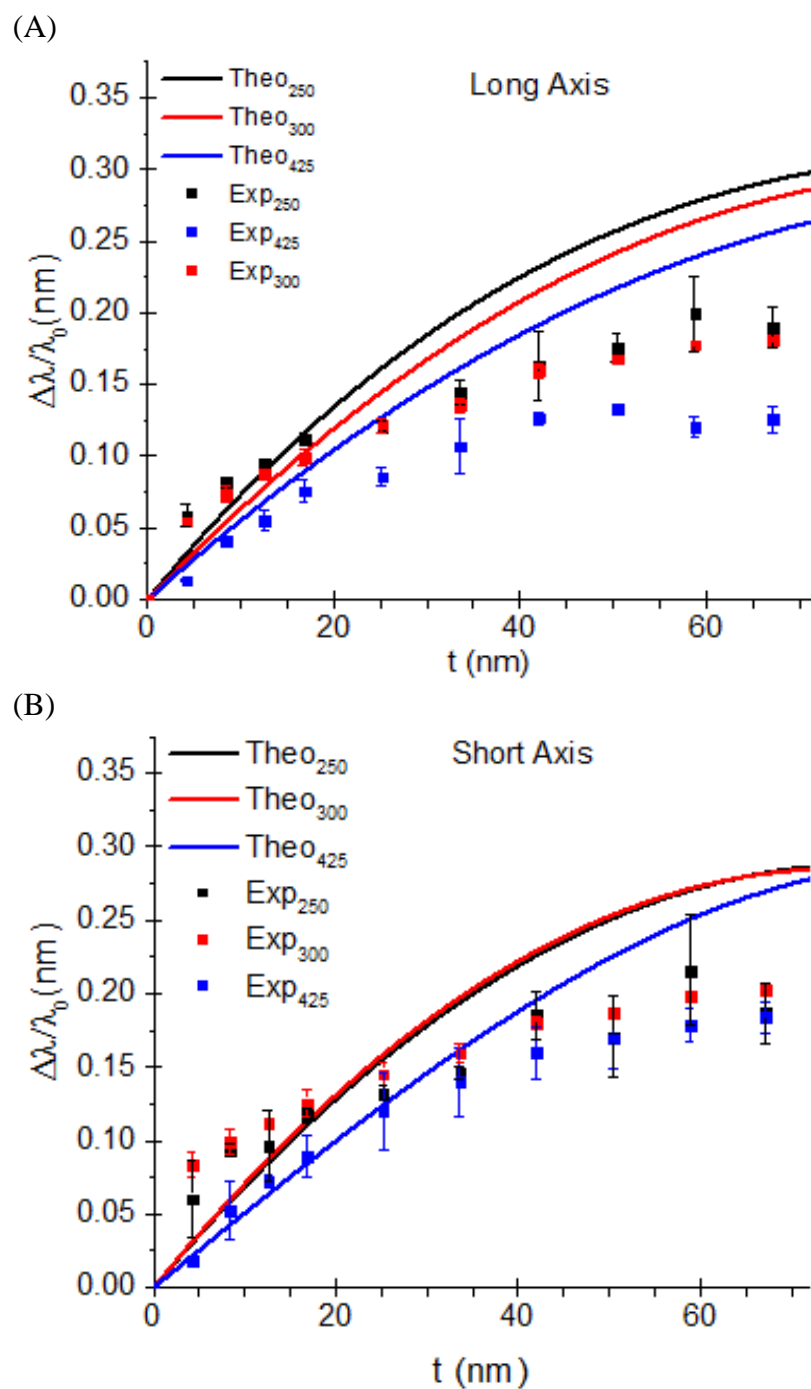 (A)
Long Axis
Theo250
Theo300
Theo425
Exp250
Exp425
Exp300
0.35
0.30
0.25
0.20
0.15
0.10
0.05
0.00
Δλ/λ0(nm)
0 20 40 60
t (nm)
(B)
Short Axis
Theo250
Theo300
Theo425
Exp250
Exp300
Exp425
0.35
0.30
0.25
0.20
0.15
0.10
0.05
0.00
Δλ/λ0(nm)
0 20 40 60
t (nm)